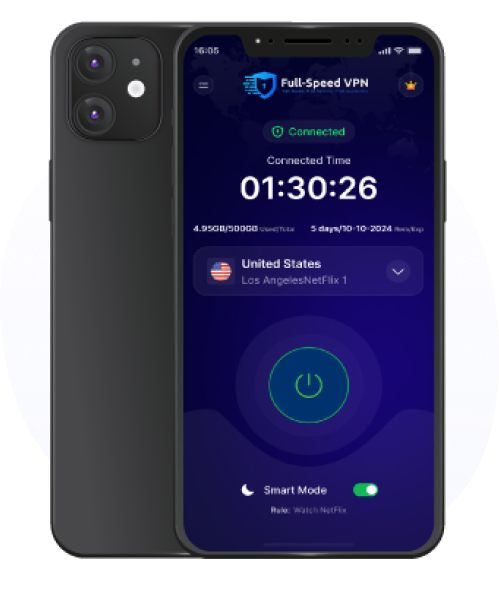 16:05
Full-Speed VPN
Connected
Connected Time
01:30:26
4.95GB/500GB Used/Total 5 days/10-10-2024 Rem/Exp
United States
Los AngelesNetFlix 1
Smart Mode
Rule: Watch NetFlix